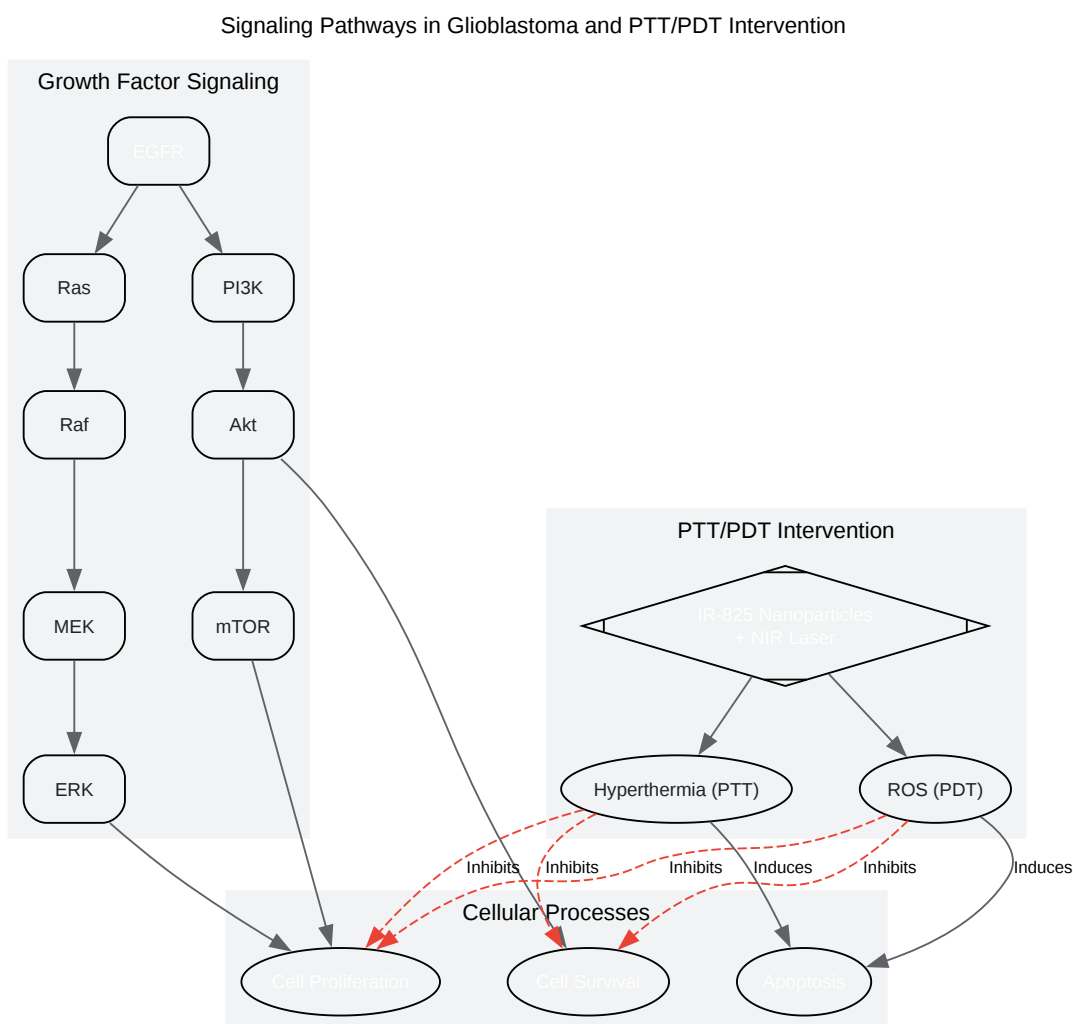 Signaling Pathways in Glioblastoma and PTT/PDT Intervention
Growth Factor Signaling
EGFR
Ras
PI3K
Raf
Akt
PTT/PDT Intervention
IR-825 Nanoparticles
+ NIR Laser
MEK
mTOR
ERK
Hyperthermia (PTT)
ROS (PDT)
Inhibits
Inhibits
Inhibits
Induces
Inhibits
Induces
Cellular Processes
Cell Proliferation
Cell Survival
Apoptosis